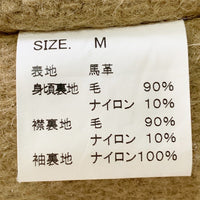 SIZE. M
表地 馬革
身頃裏地 毛 90%
ナイロン 10%
襟裏地 毛 90%
ナイロン 10%
袖裏地 ナイロン100%